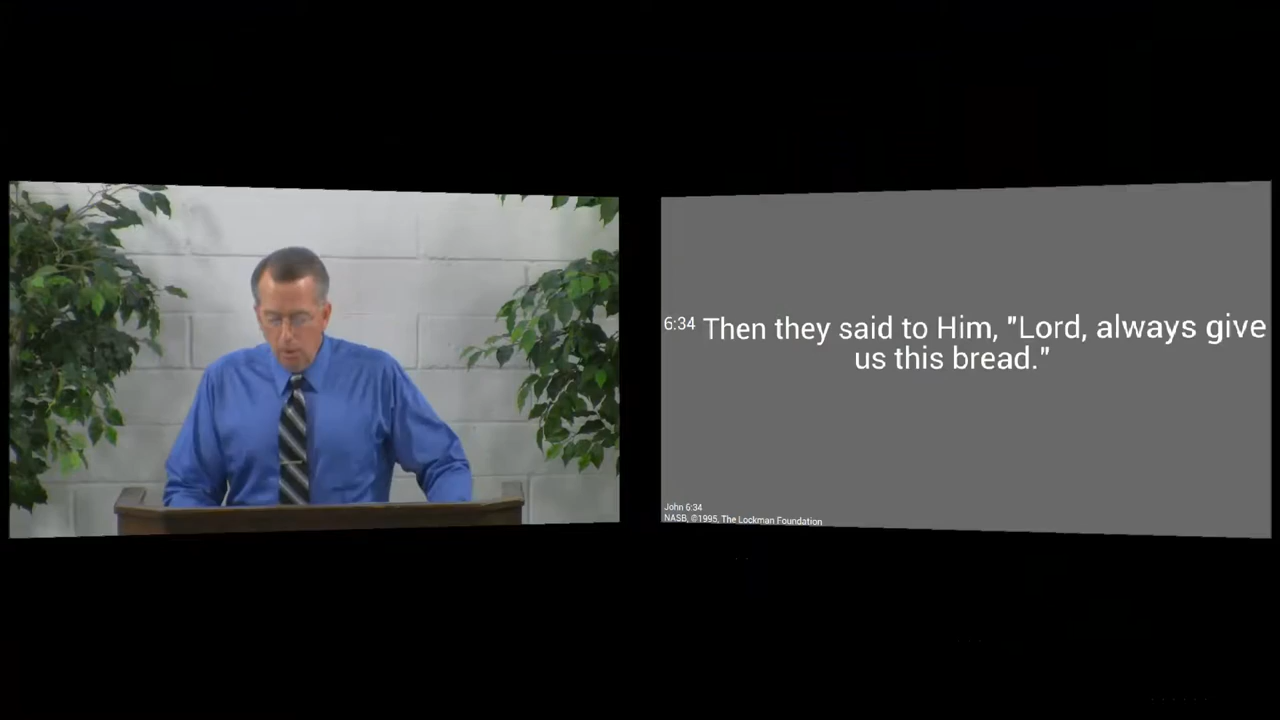 6:34 Then they said to Him, "Lord, always give
us this bread."
John 6:34
NASB, ©1995, The Lockman Foundation